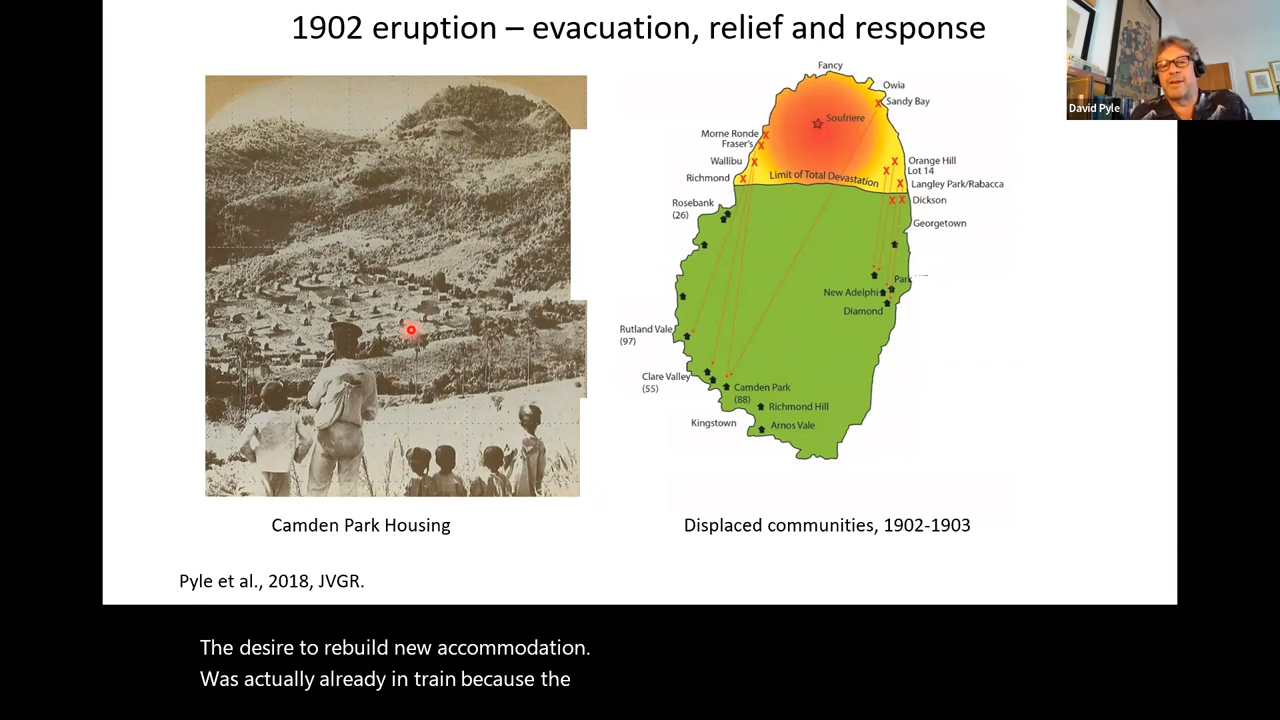 1902 eruption – evacuation, relief and response
David Pyle
Fancy
Owia
Sandy Bay
Soufriere
Morne Ronde
Fraser's
Wallibu
Richmond
Limit of Total Devastation
Orange Hill
Lot 14
Langley Park/Rabacca
Dickson
Rosebank
(26)
Georgetown
Park
New Adelphi
Diamond
Rutland Vale
(97)
Clare Valley
(55)
Camden Park
(88)
Richmond Hill
Kingstown
Arnos Vale
Camden Park Housing
Displaced communities, 1902-1903
Pyle et al., 2018, JVGR.
The desire to rebuild new accommodation.
Was actually already in train because the